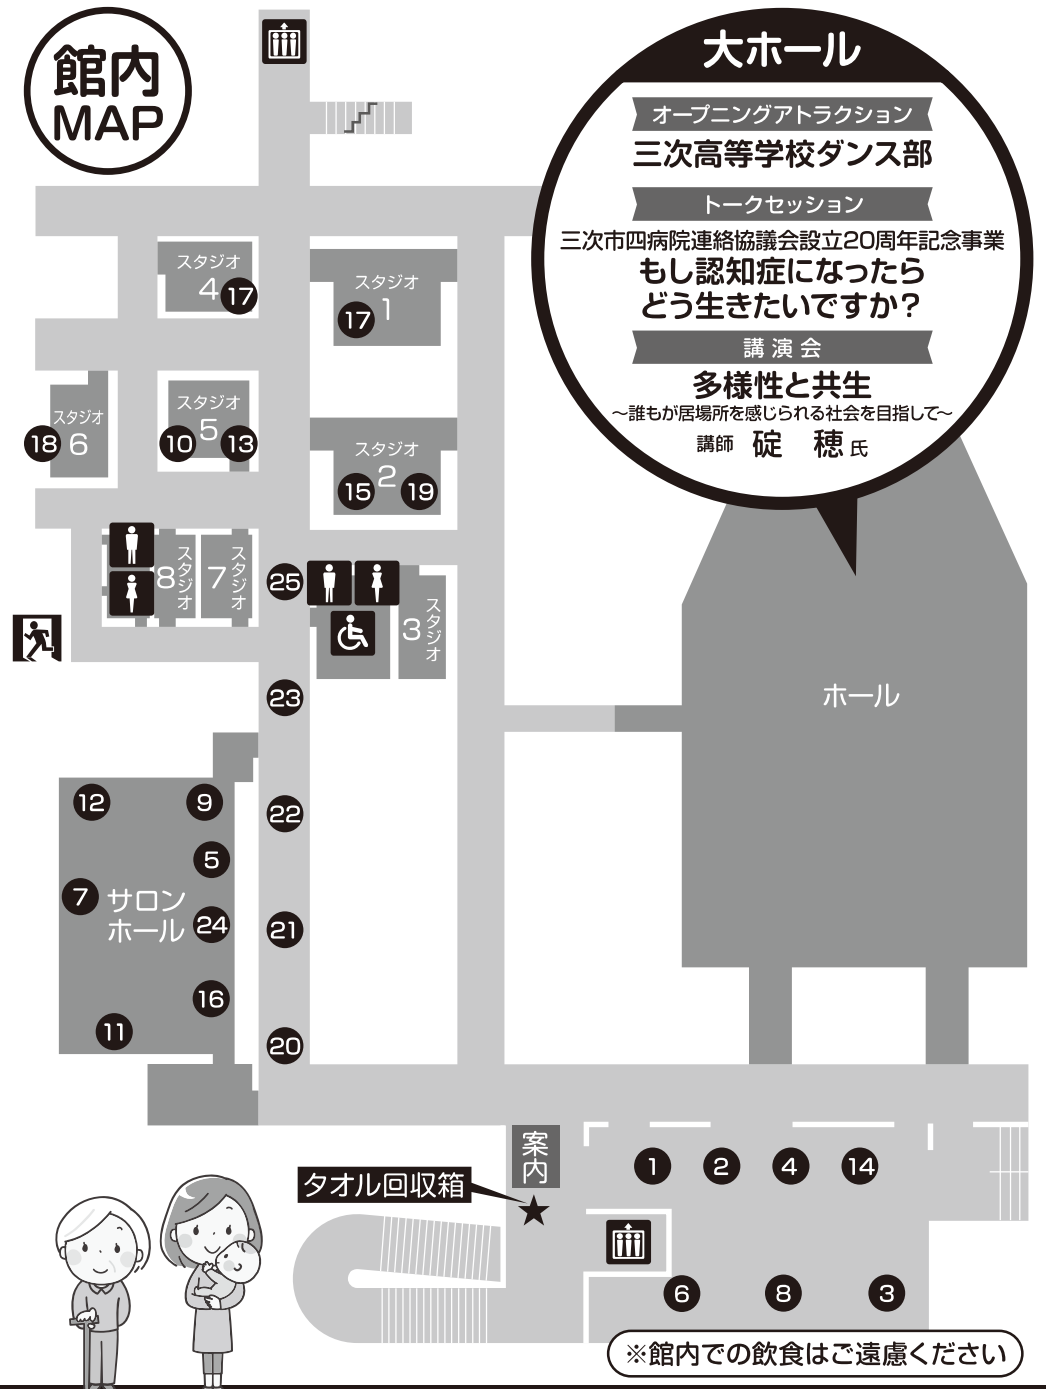 館内
MAP
大ホール
オープニングアトラクション
三次高等学校ダンス部
トークセッション
三次市四病院連絡協議会設立20周年記念事業
もし認知症になったら
どう生きたいですか？
講演会
多様性と共生
～誰もが居場所を感じられる社会を目指して～
講師 碇 穂 氏
スタジオ
4
17
スタジオ
1
17
スタジオ
6
18
スタジオ
5
10
13
スタジオ
2
15
19
スタジオ
8
スタジオ
7
25
スタジオ
3
23
ホール
12
9
22
5
7
サロン
ホール
24
21
16
11
20
案内
1
2
4
14
タオル回収箱
★
6
8
3
※館内での飲食はご遠慮ください